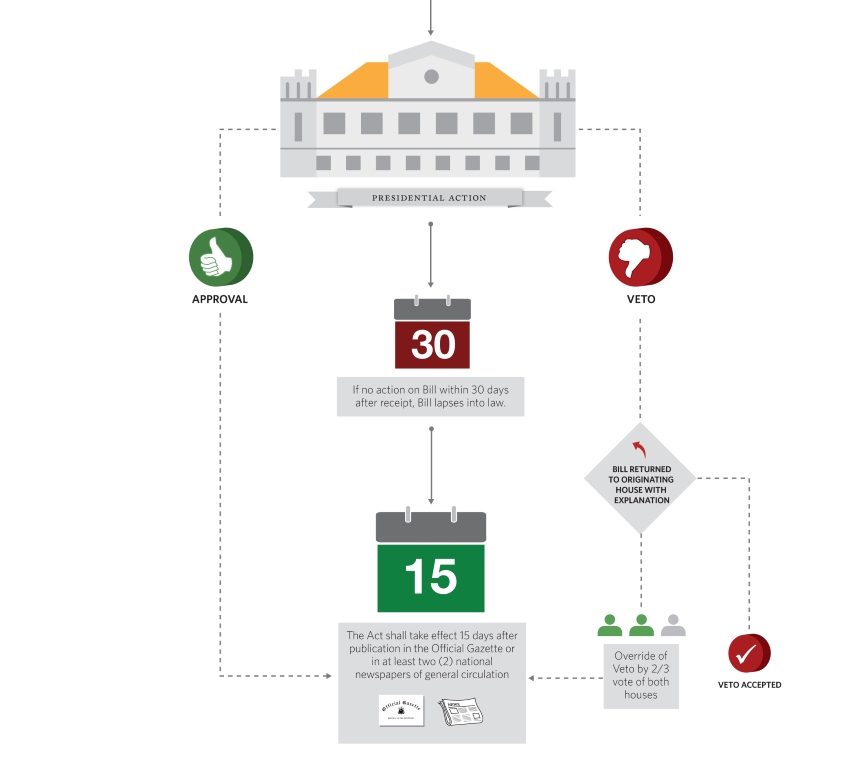 PRESIDENTIAL ACTION
APPROVAL
VETO
30
If no action on Bill within 30 days
after receipt, Bill lapses into law.
BILL RETURNED
TO ORIGINATING
HOUSE WITH
EXPLANATION
15
The Act shall take effect 15 days after
publication in the Official Gazette or
in at least two (2) national
newspapers of general circulation
Official Gazette
NEWS
Override of
Veto by 2/3
vote of both
houses
VETO ACCEPTED